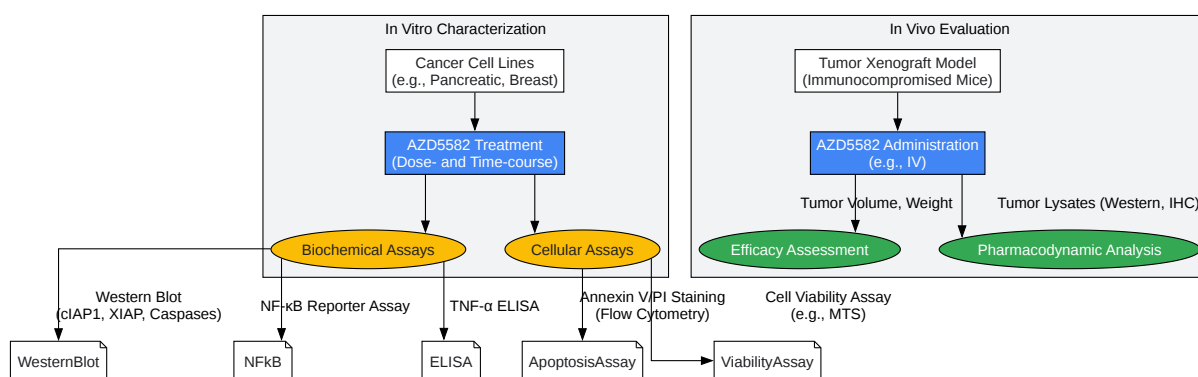 In Vitro Characterization
Cancer Cell Lines
(e.g., Pancreatic, Breast)
AZD5582 Treatment
(Dose- and Time-course)
Biochemical Assays
Cellular Assays
In Vivo Evaluation
Tumor Xenograft Model
(Immunocompromised Mice)
AZD5582 Administration
(e.g., IV)
Tumor Volume, Weight
Tumor Lysates (Western, IHC)
Efficacy Assessment
Pharmacodynamic Analysis
Western Blot
(cIAP1, XIAP, Caspases)
NF-κB Reporter Assay
TNF-α ELISA
Annexin V/PI Staining
(Flow Cytometry)
Cell Viability Assay
(e.g., MTS)
WesternBlot
NFkB
ELISA
ApoptosisAssay
ViabilityAssay